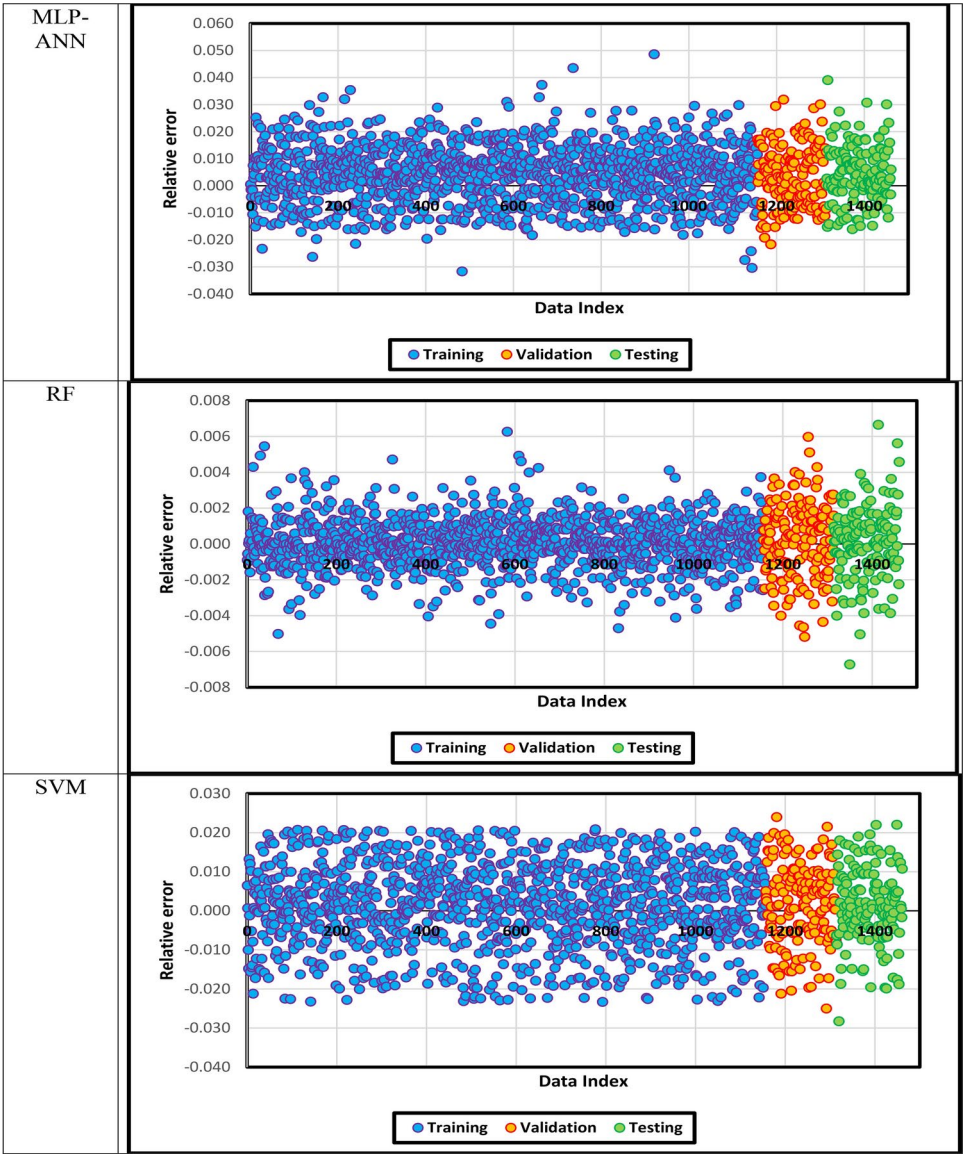 MLP-
ANN
0.060
0.050
0.040
0.030
0.020
0.010
0.000
-0.010
-0.020
-0.030
-0.040
Relative error
0 200 400 600 800 1000 1200 1400
Data Index
Training Validation Testing
RF
0.008
0.006
0.004
0.002
0.000
-0.002
-0.004
-0.006
-0.008
Relative error
0 200 400 600 800 1000 1200 1400
Data Index
Training Validation Testing
SVM
0.030
0.020
0.010
0.000
-0.010
-0.020
-0.030
-0.040
Relative error
0 200 400 600 800 1000 1200 1400
Data Index
Training Validation Testing